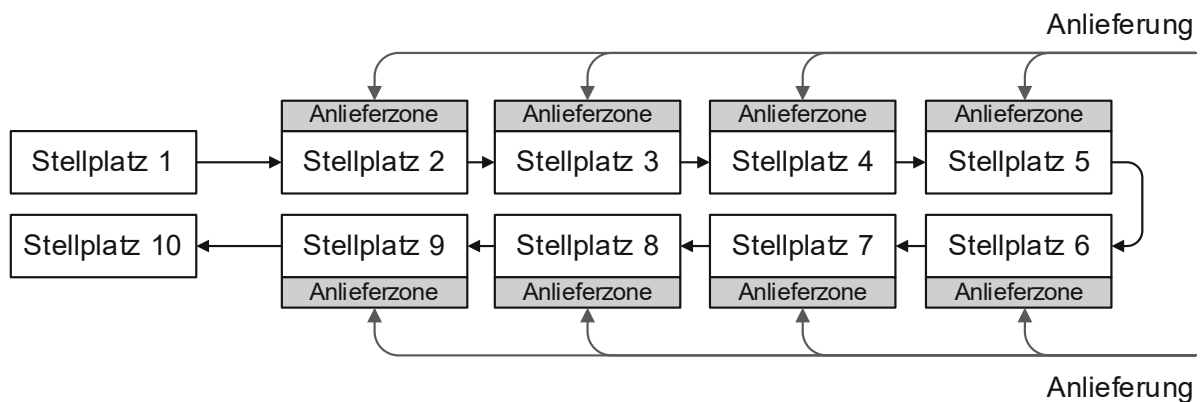 Anlieferung
Anlieferzone Anlieferzone Anlieferzone Anlieferzone
Stellplatz 1 Stellplatz 2 Stellplatz 3 Stellplatz 4 Stellplatz 5
Stellplatz 10 Stellplatz 9 Stellplatz 8 Stellplatz 7 Stellplatz 6
Anlieferzone Anlieferzone Anlieferzone Anlieferzone
Anlieferung